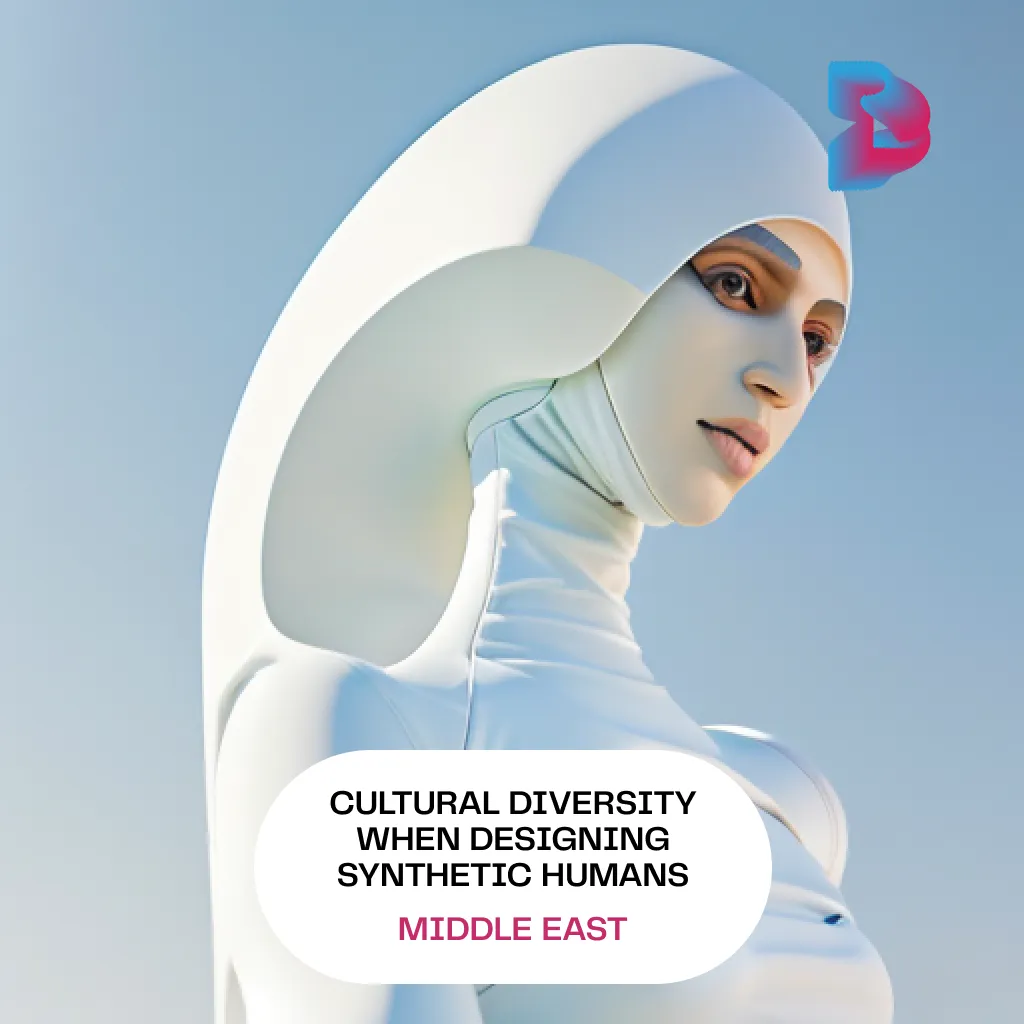 CULTURAL DIVERSITY
WHEN DESIGNING
SYNTHETIC HUMANS
MIDDLE EAST